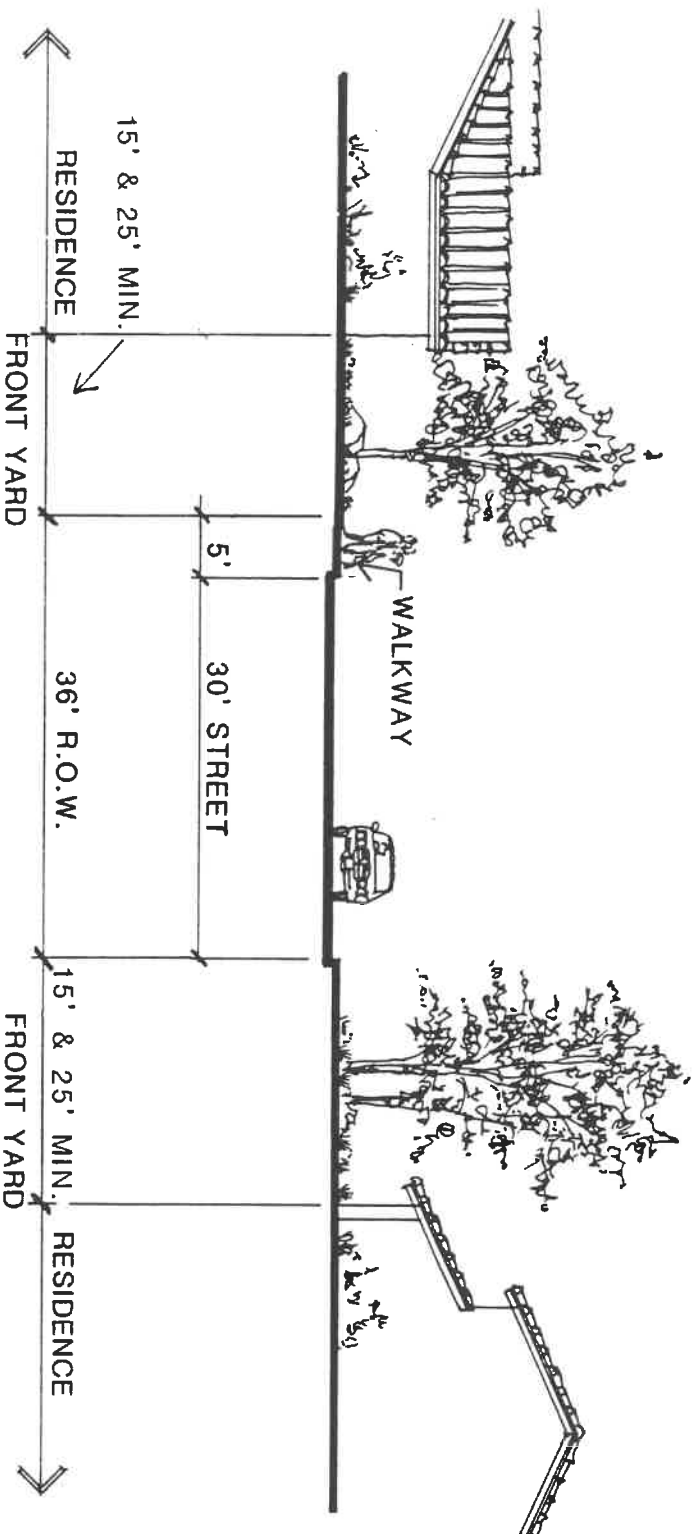 WALKWAY
5'
30' STREET
15' & 25' MIN.
RESIDENCE
36' R.O.W.
15' & 25' MIN.
RESIDENCE
FRONT YARD
FRONT YARD